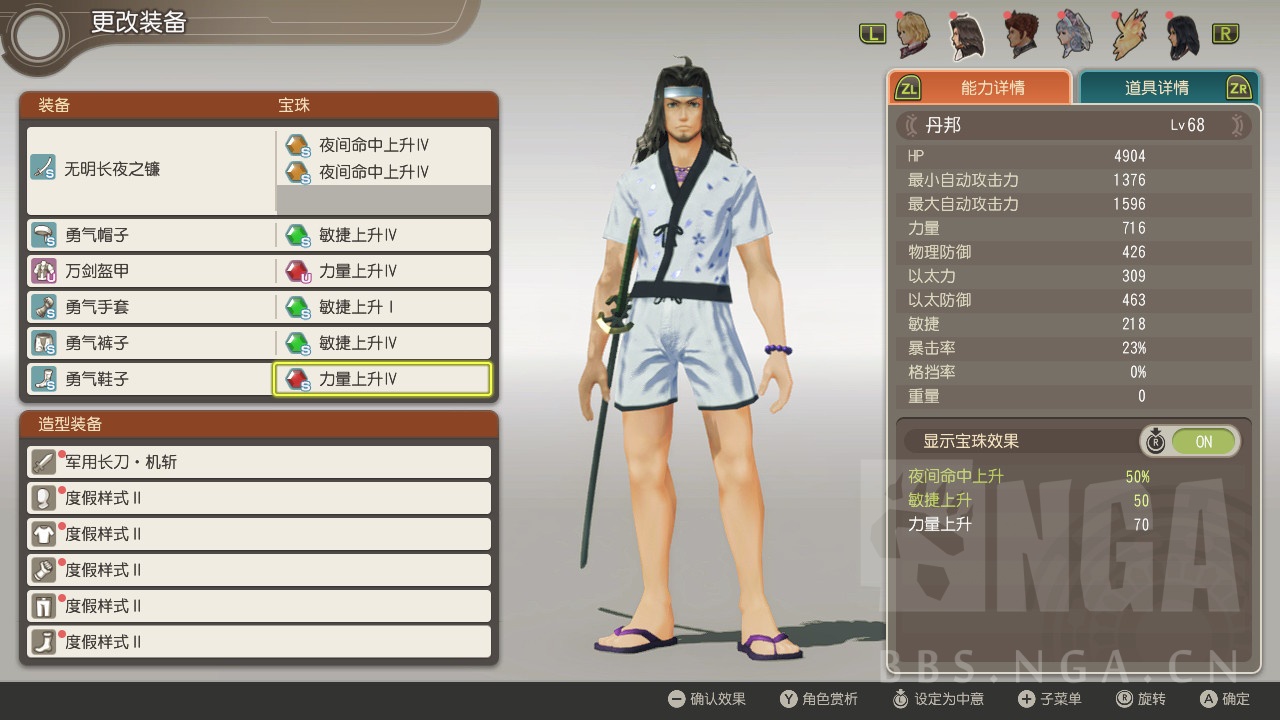 更改装备
L
R
装备 宝珠
无明长夜之镰
S
夜间命中上升Ⅳ
S
夜间命中上升Ⅳ
S
勇气帽子
S
敏捷上升Ⅳ
S
万剑盔甲
U
力量上升Ⅳ
U
勇气手套
S
敏捷上升Ⅰ
S
勇气裤子
S
敏捷上升Ⅳ
S
勇气鞋子
S
力量上升Ⅳ
S
造型装备
军用长刀・机斩
度假样式Ⅱ
度假样式Ⅱ
度假样式Ⅱ
度假样式Ⅱ
度假样式Ⅱ
ZL 能力详情
道具详情 ZR
丹邦 Lv68
HP 4904
最小自动攻击力 1376
最大自动攻击力 1596
力量 716
物理防御 426
以太力 309
以太防御 463
敏捷 218
暴击率 23%
格挡率 0%
重量 0
显示宝珠效果 R ON
夜间命中上升 50%
敏捷上升 50
力量上升 70
NGA
BBS.NGA.CN
确认效果 Y 角色赏析 L 设定为中意 子菜单 R 旋转 A 确定